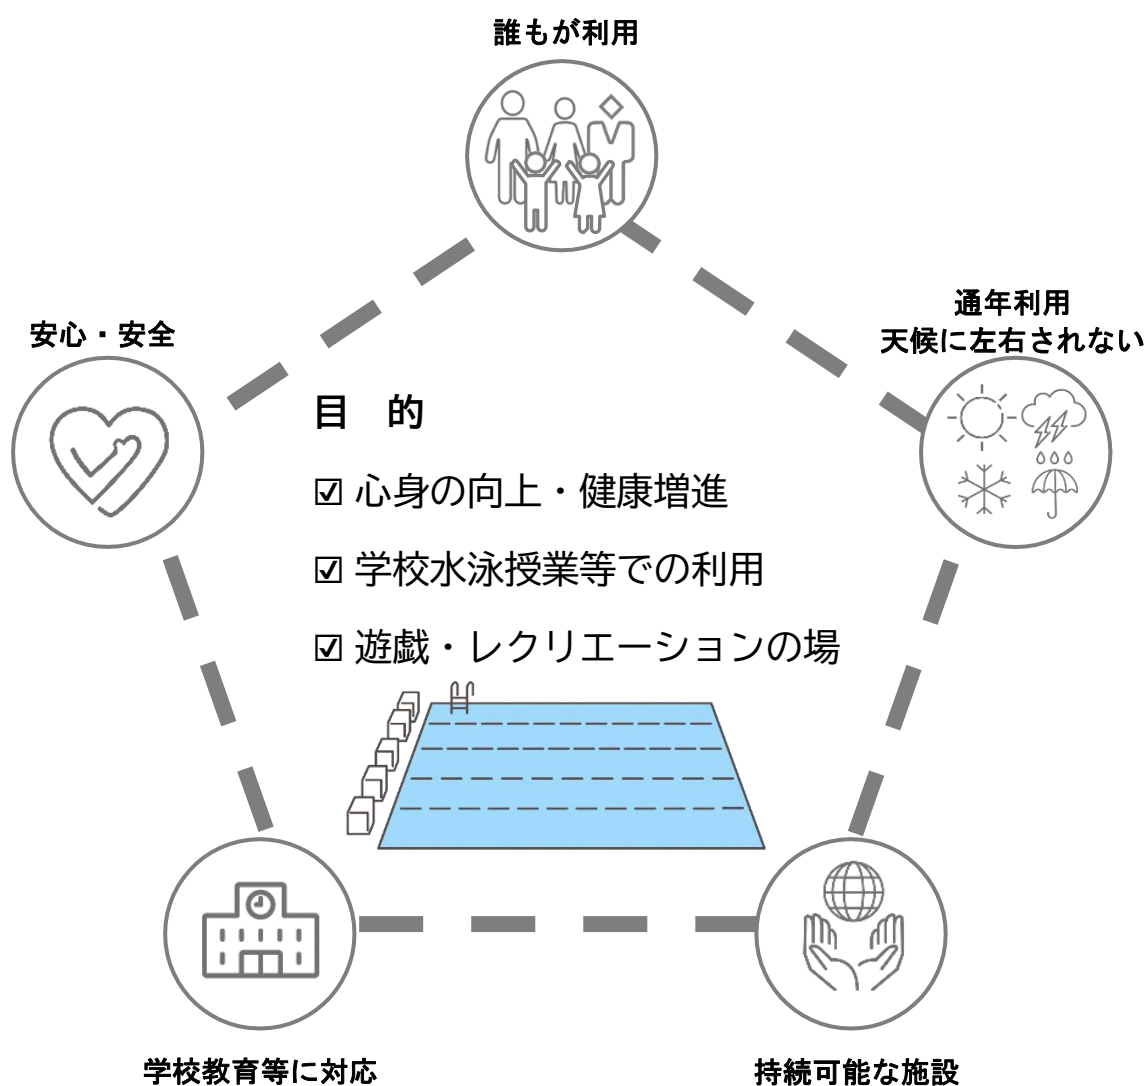 誰もが利用
通年利用
天候に左右されない
安心・安全
目　的
☑ 心身の向上・健康増進
☑ 学校水泳授業等での利用
☑ 遊戯・レクリエーションの場
学校教育等に対応
持続可能な施設